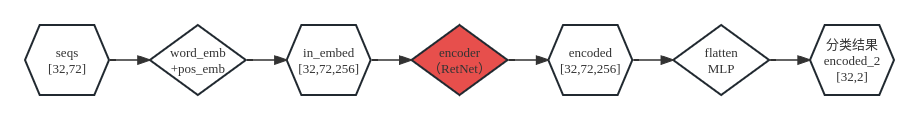 seqs
[32,72]
word_emb
+pos_emb
in_embed
[32,72,256]
encoder
（RetNet）
encoded
[32,72,256]
flatten
MLP
分类结果
encoded_2
[32,2]